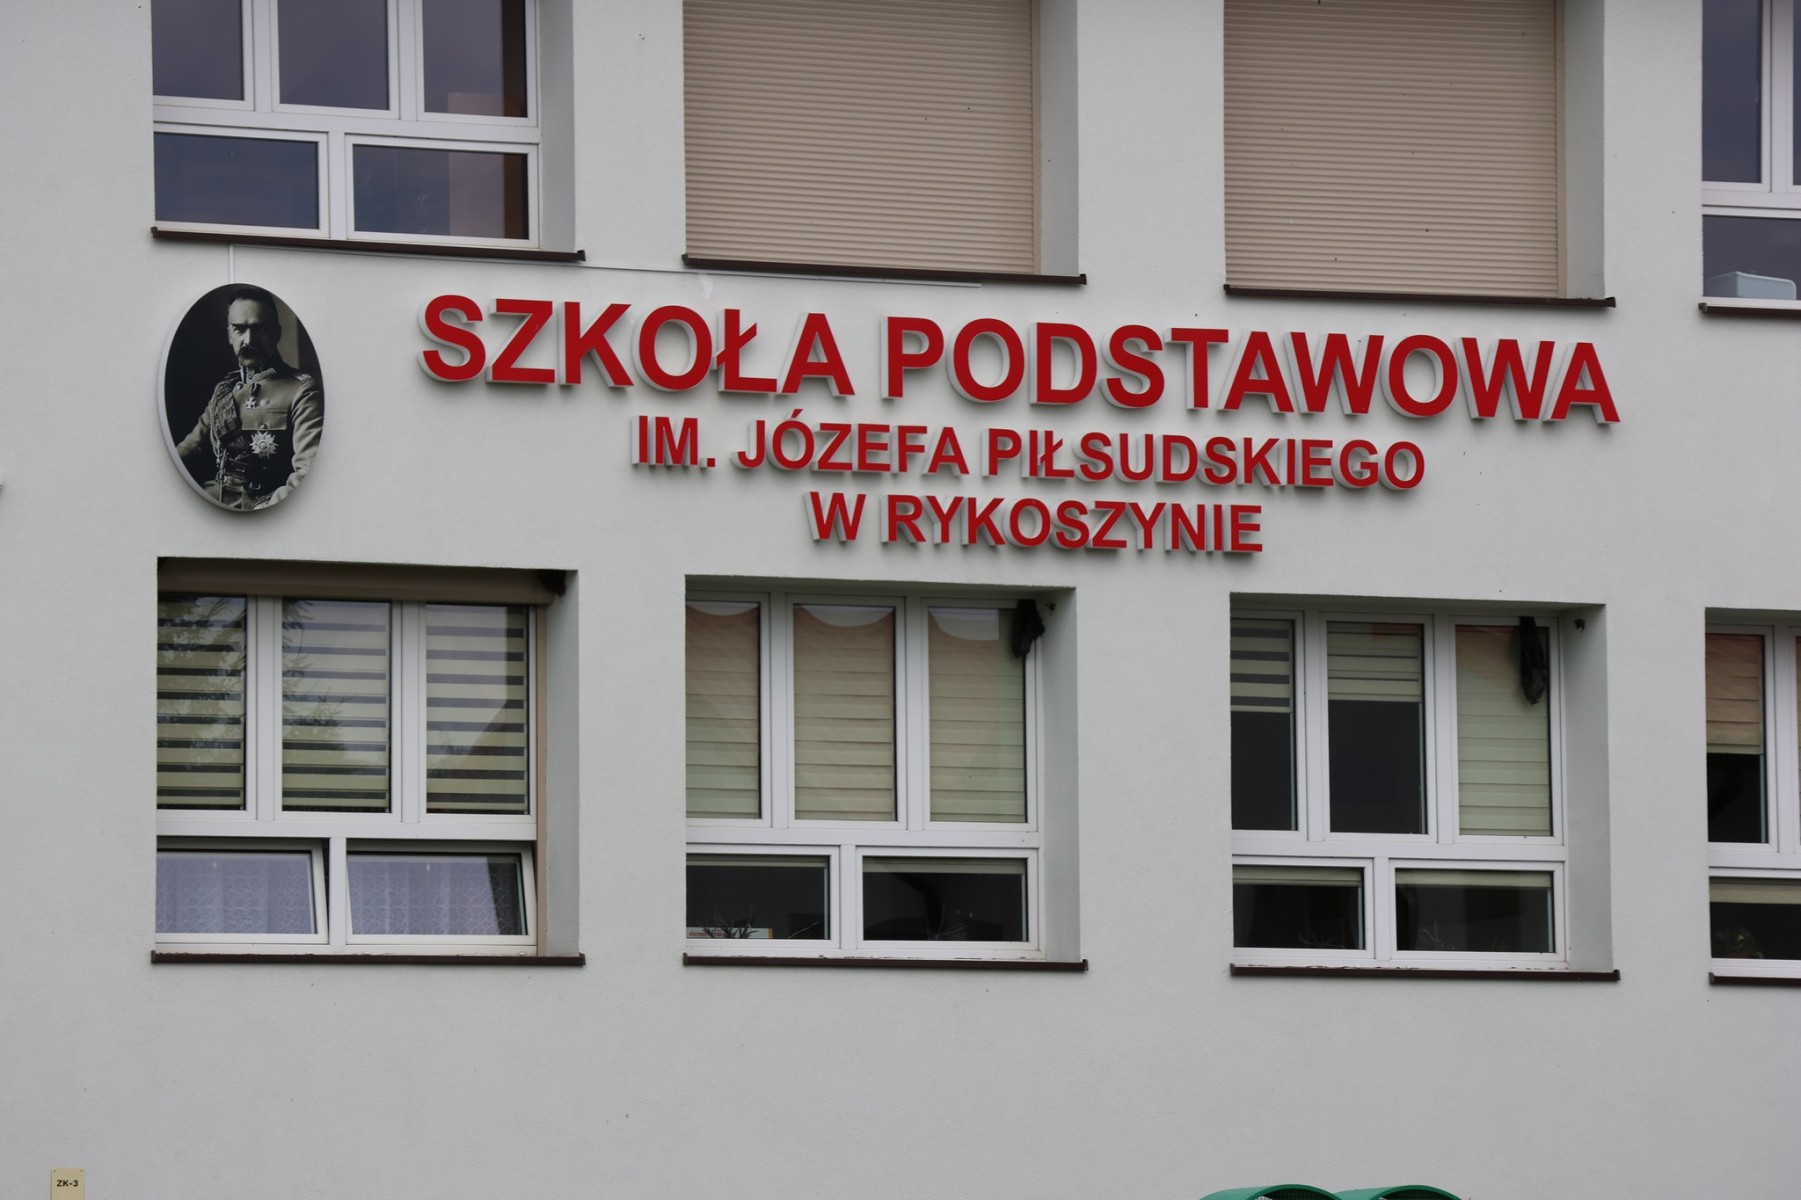 SZKOŁA PODSTAWOWA
IM. JÓZEFA PIŁSUDSKIEGO
W RYKOSZYNIE
ZK-3